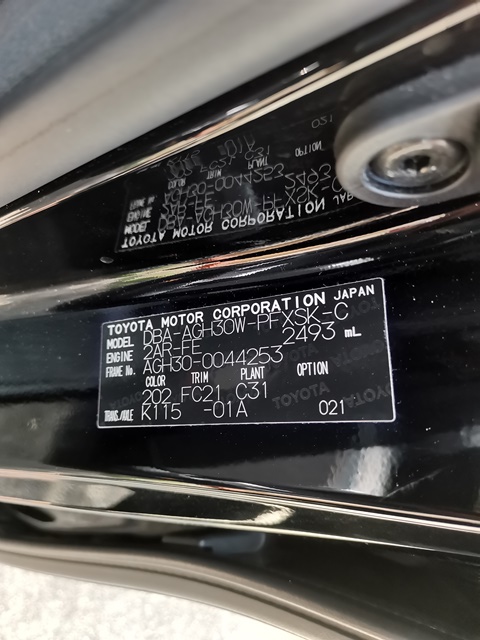 TOYOTA MOTOR CORPORATION JAPAN
MODEL DBA-AGH30W-PFXSK-C
ENGINE 2AR-FE 2493 mL
FRAME No. AGH30-0044253
COLOR TRIM PLANT OPTION
202 FC21 C31
TRANS./AXLE K115 -01A 021